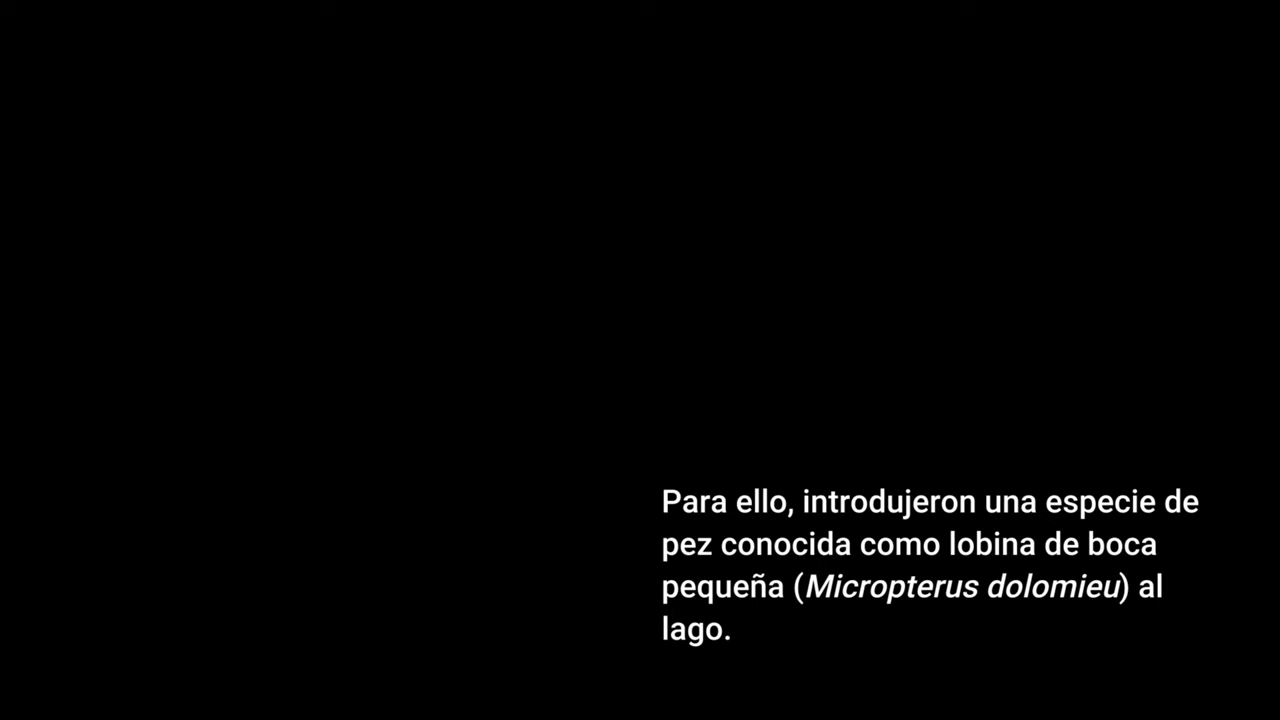 Para ello, introdujeron una especie de
pez conocida como lobina de boca
pequeña (Micropterus dolomieu) al
lago.